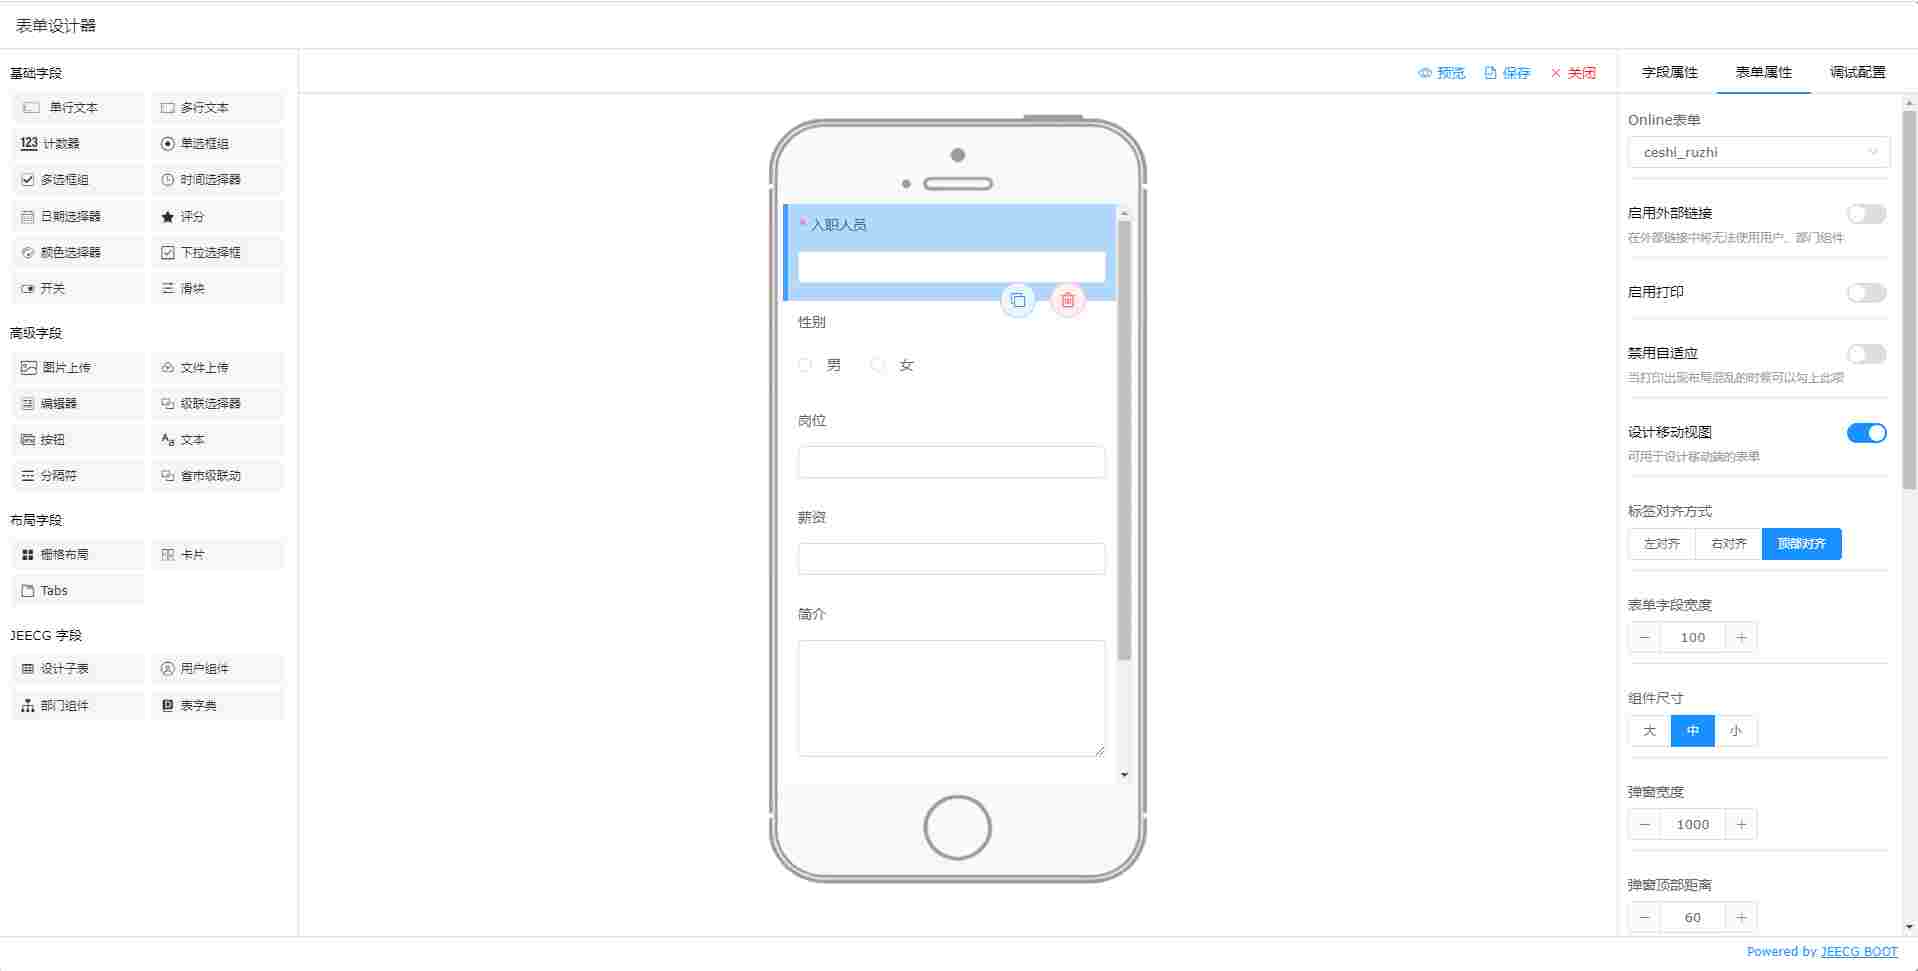 表单设计器
基础字段
单行文本
多行文本
123 计数器
单选框组
多选框组
时间选择器
日期选择器
评分
颜色选择器
下拉选择框
开关
滑块
高级字段
图片上传
文件上传
编辑器
级联选择器
按钮
文本
分隔符
省市级联动
布局字段
栅格布局
卡片
Tabs
JEECG 字段
设计子表
用户组件
部门组件
表字典
预览
保存
关闭
* 入职人员
性别
男
女
岗位
薪资
简介
字段属性
表单属性
调试配置
Online表单
ceshi_ruzhi
启用外部链接
在外部链接中将无法使用用户、部门组件
启用打印
禁用自适应
当打印出现布局混乱的时候可以勾上此项
设计移动视图
可用于设计移动端的表单
标签对齐方式
左对齐
右对齐
顶部对齐
表单字段宽度
100
组件尺寸
大
中
小
弹窗宽度
1000
弹窗顶部距离
60
Powered by JEECG BOOT